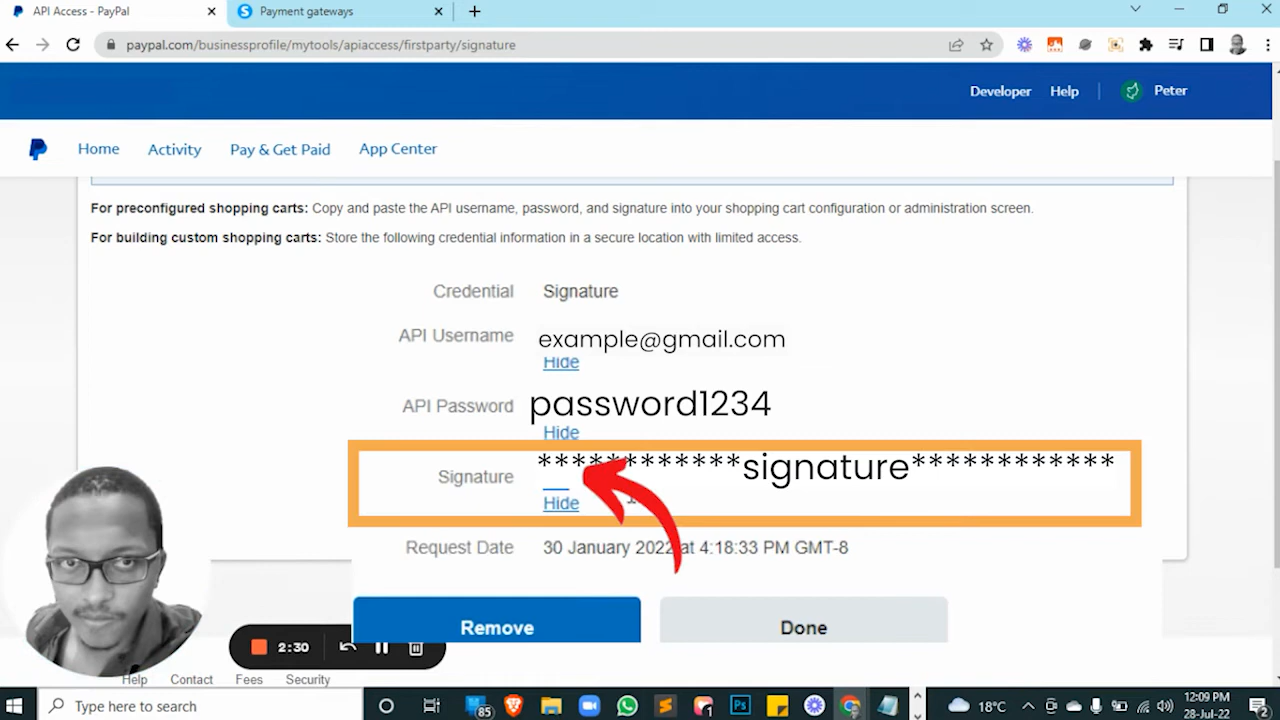 API Access - PayPal
Payment gateways
paypal.com/businessprofile/mytools/apiaccess/firstparty/signature
Developer Help Peter
Home Activity Pay & Get Paid App Center
For preconfigured shopping carts: Copy and paste the API username, password, and signature into your shopping cart configuration or administration screen.
For building custom shopping carts: Store the following credential information in a secure location with limited access.
Credential Signature
API Username example@gmail.com
Hide
API Password password1234
Hide
Signature ************signature************
Hide
Request Date 30 January 2022 at 4:18:33 PM GMT-8
Remove Done
2:30
Help Contact Fees Security
Type here to search
85
Ps
18°C
12:09 PM
28-Jul-22
2